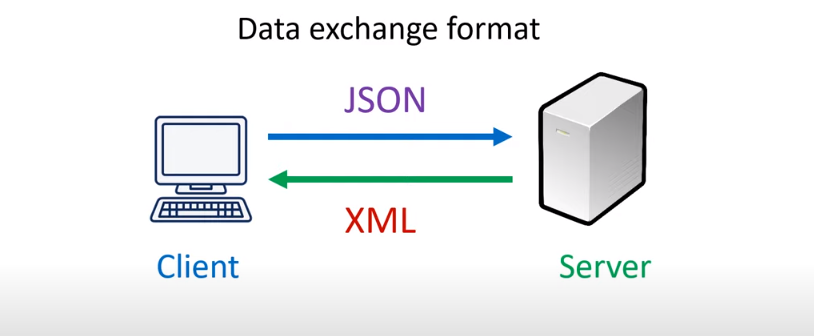 Data exchange format
JSON
XML
Client
Server